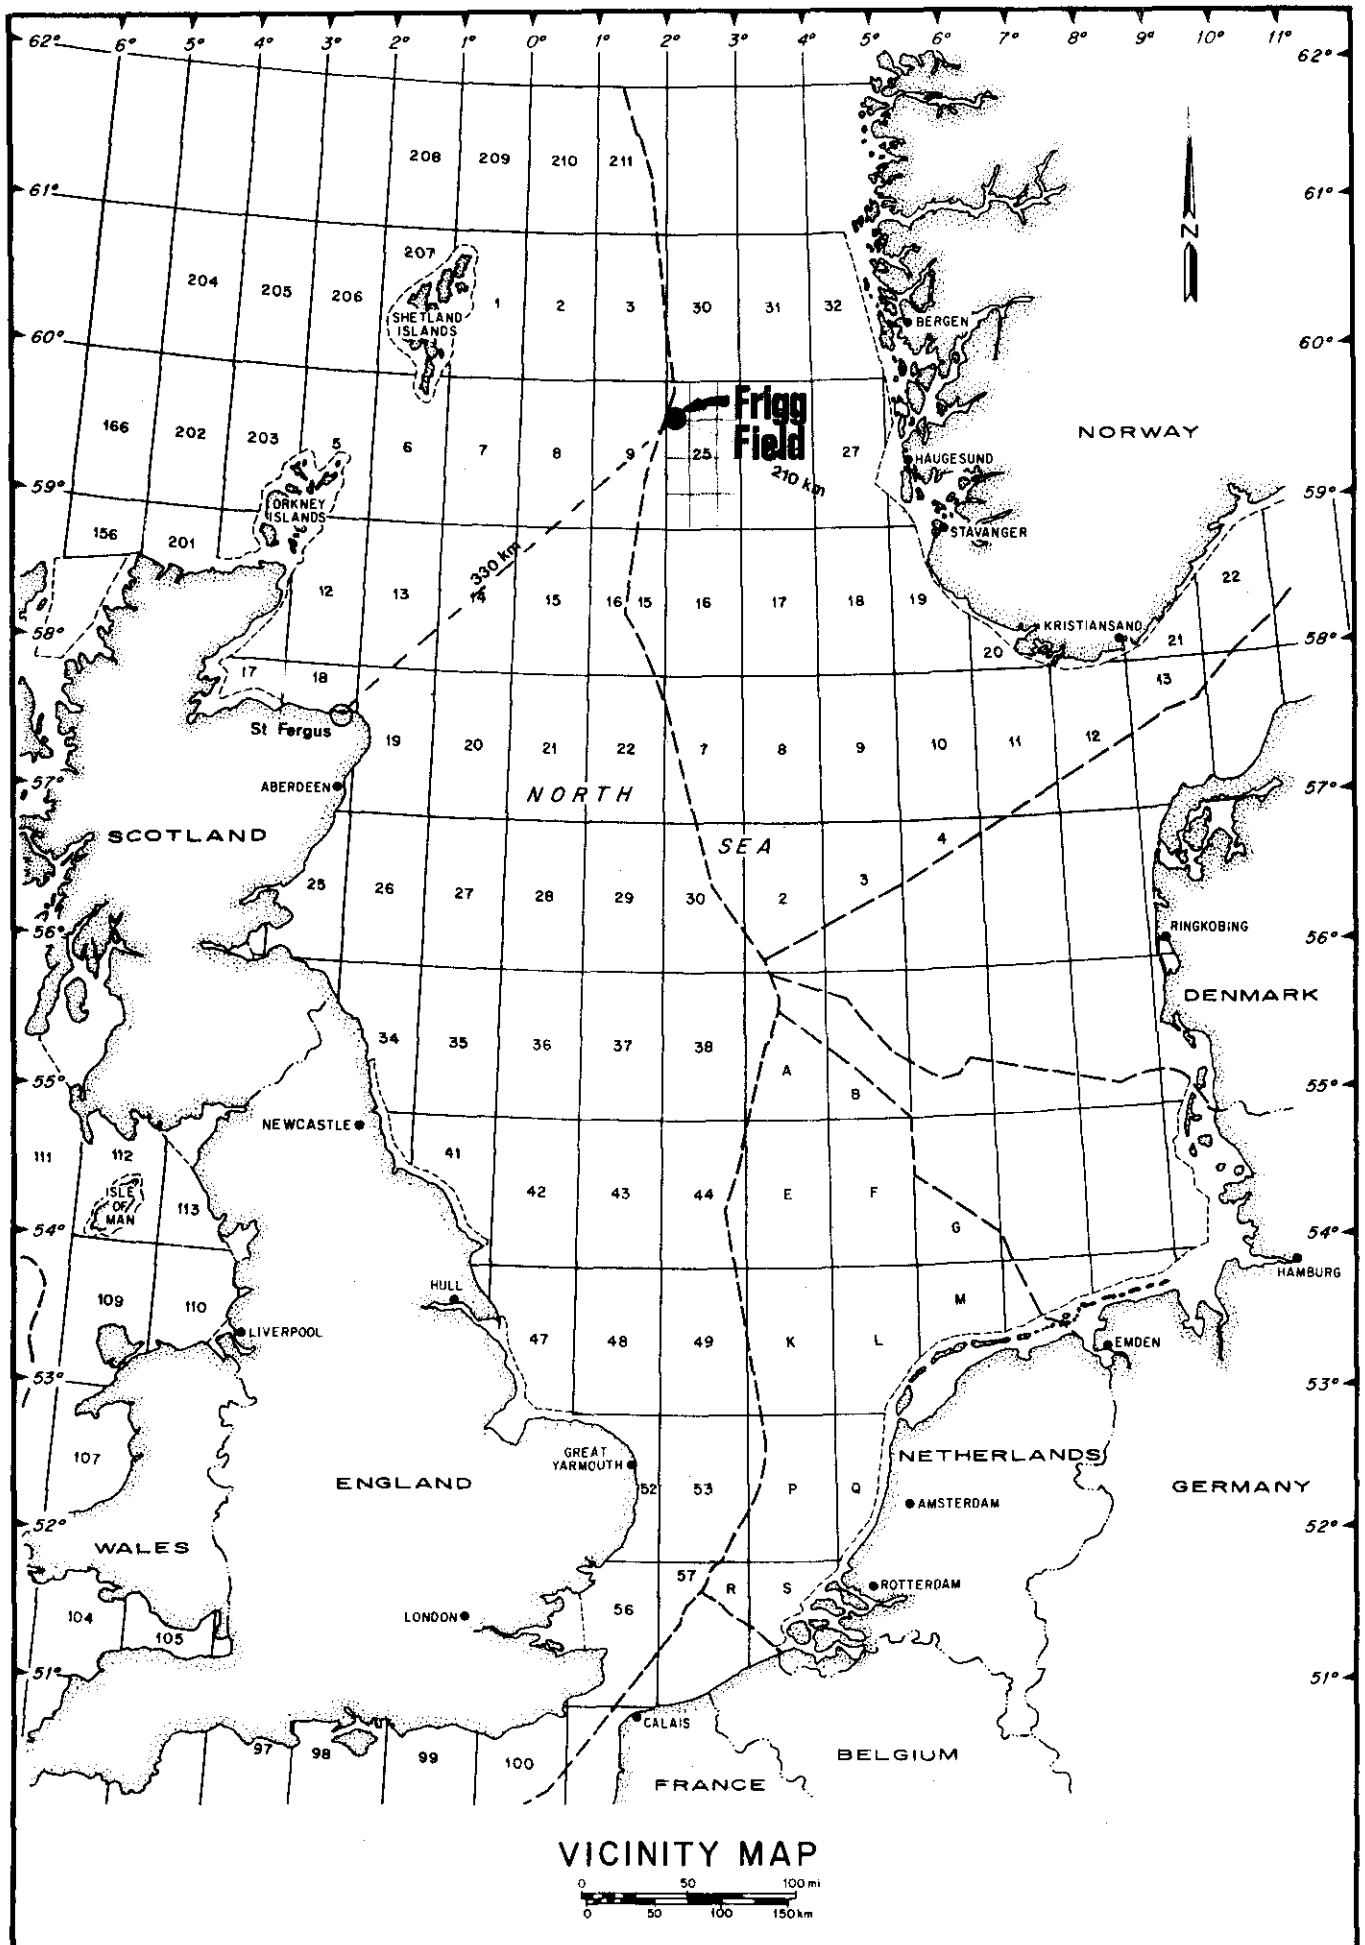 6° 5° 4° 3° 2° 1° 0° 1° 2° 3° 4° 5° 6° 7° 8° 9° 10° 11°
62° 62°
208 209 210 211
61° 61°
207
204 205 206 1 2 3 30 31 32
SHETLAND
ISLANDS
BERGEN
N
60° 60°
Frigg
Field
NORWAY
166 202 203 5 6 7 8 9 25 27
210 km
HAUGESUND
59° 59°
ORKNEY
ISLANDS
STAVANGER
156 201
330 km
12 13 14 15 16 15 16 17 18 19 22
58° 58°
KRISTIANSAND
20 21
17 18 13
St Fergus
19 20 21 22 7 8 9 10 11 12
57° 57°
ABERDEEN
NORTH
SCOTLAND
SEA
4
25 26 27 28 29 30 2 3
56° 56°
RINGKOBING
DENMARK
34 35 36 37 38 A
B
55° 55°
NEWCASTLE
111 112 41
ISLE
OF
MAN
113 42 43 44 E F
G
54° 54°
HAMBURG
HULL
109 110 M
LIVERPOOL
47 48 49 K L
EMDEN
53° 53°
107
GREAT
YARMOUTH
NETHERLANDS
ENGLAND
52 53 P Q
GERMANY
AMSTERDAM
52° 52°
WALES
57 R S
ROTTERDAM
104 105
LONDON
56
51° 51°
CALAIS
97 98 99 100
BELGIUM
FRANCE
VICINITY MAP
0 50 100 mi
0 50 100 150 km